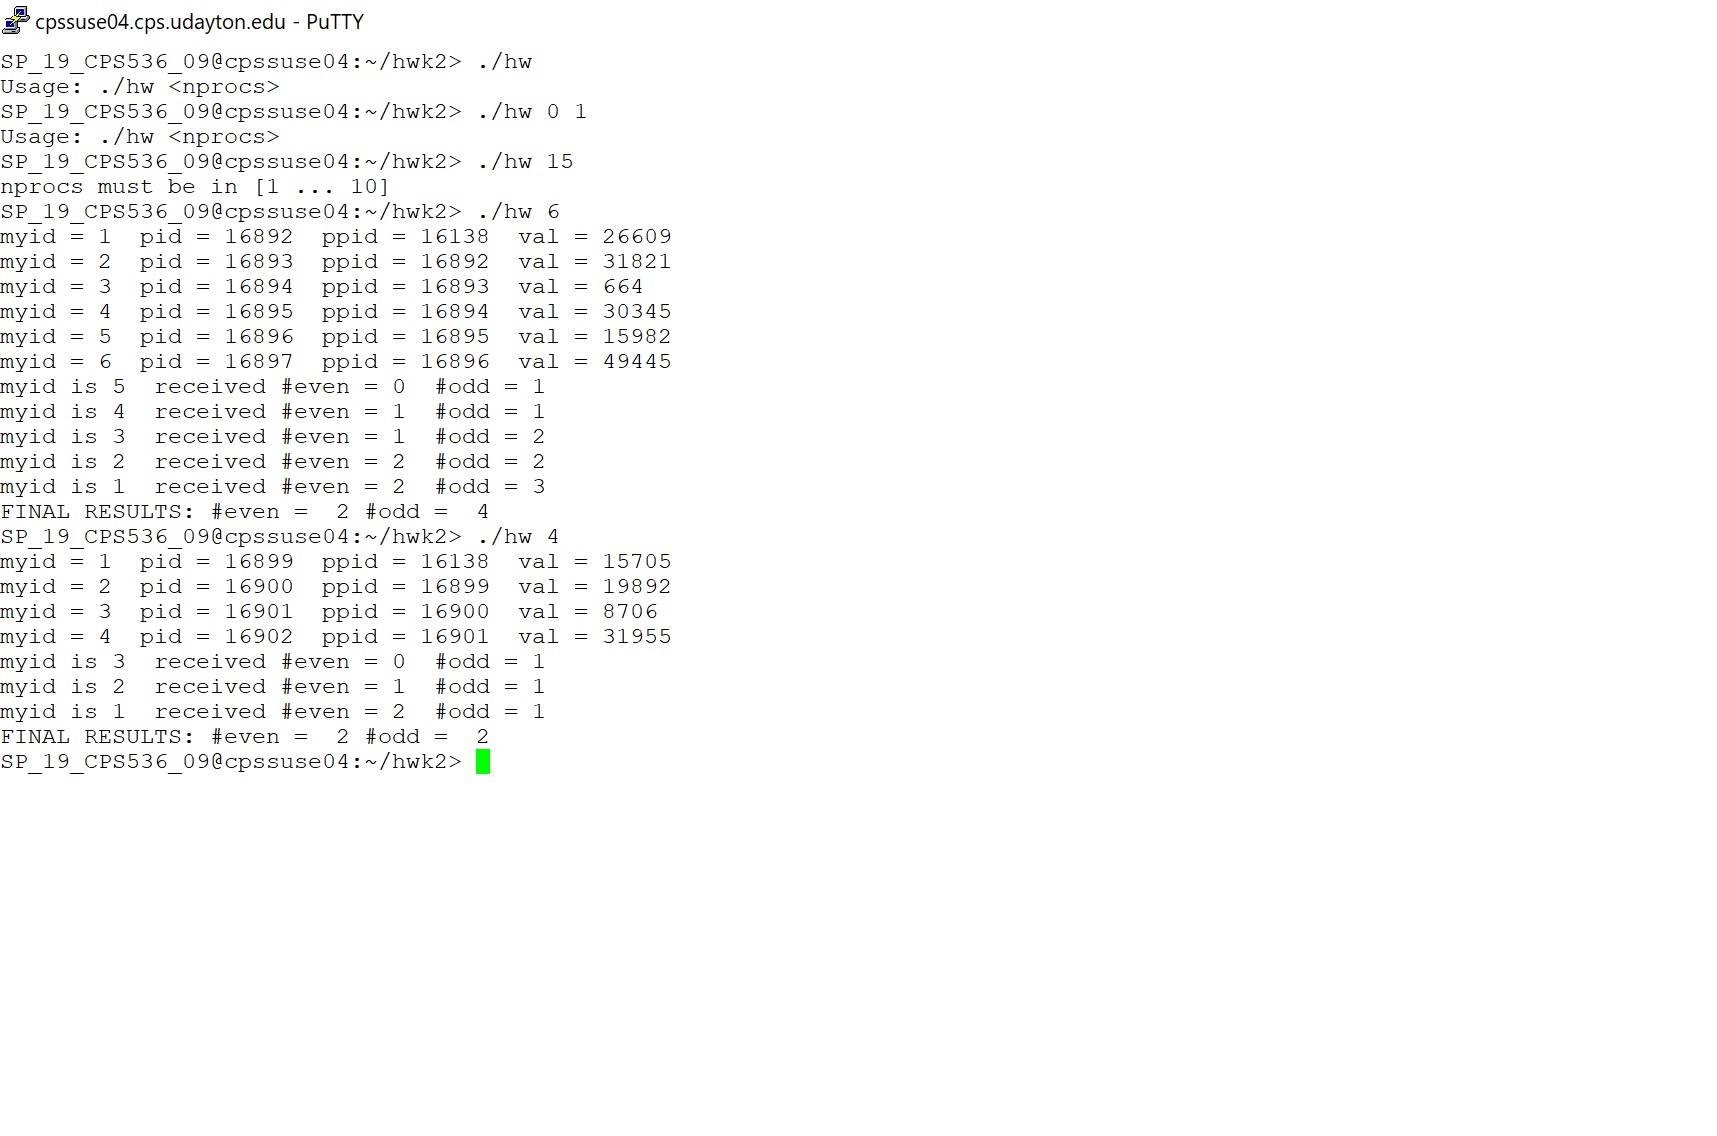 cpssuse04.cps.udayton.edu - PuTTY
SP_19_CPS536_09@cpssuse04:~/hwk2> ./hw
Usage: ./hw <nprocs>
SP_19_CPS536_09@cpssuse04:~/hwk2> ./hw 0 1
Usage: ./hw <nprocs>
SP_19_CPS536_09@cpssuse04:~/hwk2> ./hw 15
nprocs must be in [1 ... 10]
SP_19_CPS536_09@cpssuse04:~/hwk2> ./hw 6
myid = 1  pid = 16892  ppid = 16138  val = 26609
myid = 2  pid = 16893  ppid = 16892  val = 31821
myid = 3  pid = 16894  ppid = 16893  val = 664
myid = 4  pid = 16895  ppid = 16894  val = 30345
myid = 5  pid = 16896  ppid = 16895  val = 15982
myid = 6  pid = 16897  ppid = 16896  val = 49445
myid is 5  received #even = 0  #odd = 1
myid is 4  received #even = 1  #odd = 1
myid is 3  received #even = 1  #odd = 2
myid is 2  received #even = 2  #odd = 2
myid is 1  received #even = 2  #odd = 3
FINAL RESULTS: #even =  2 #odd =  4
SP_19_CPS536_09@cpssuse04:~/hwk2> ./hw 4
myid = 1  pid = 16899  ppid = 16138  val = 15705
myid = 2  pid = 16900  ppid = 16899  val = 19892
myid = 3  pid = 16901  ppid = 16900  val = 8706
myid = 4  pid = 16902  ppid = 16901  val = 31955
myid is 3  received #even = 0  #odd = 1
myid is 2  received #even = 1  #odd = 1
myid is 1  received #even = 2  #odd = 1
FINAL RESULTS: #even =  2 #odd =  2
SP_19_CPS536_09@cpssuse04:~/hwk2>